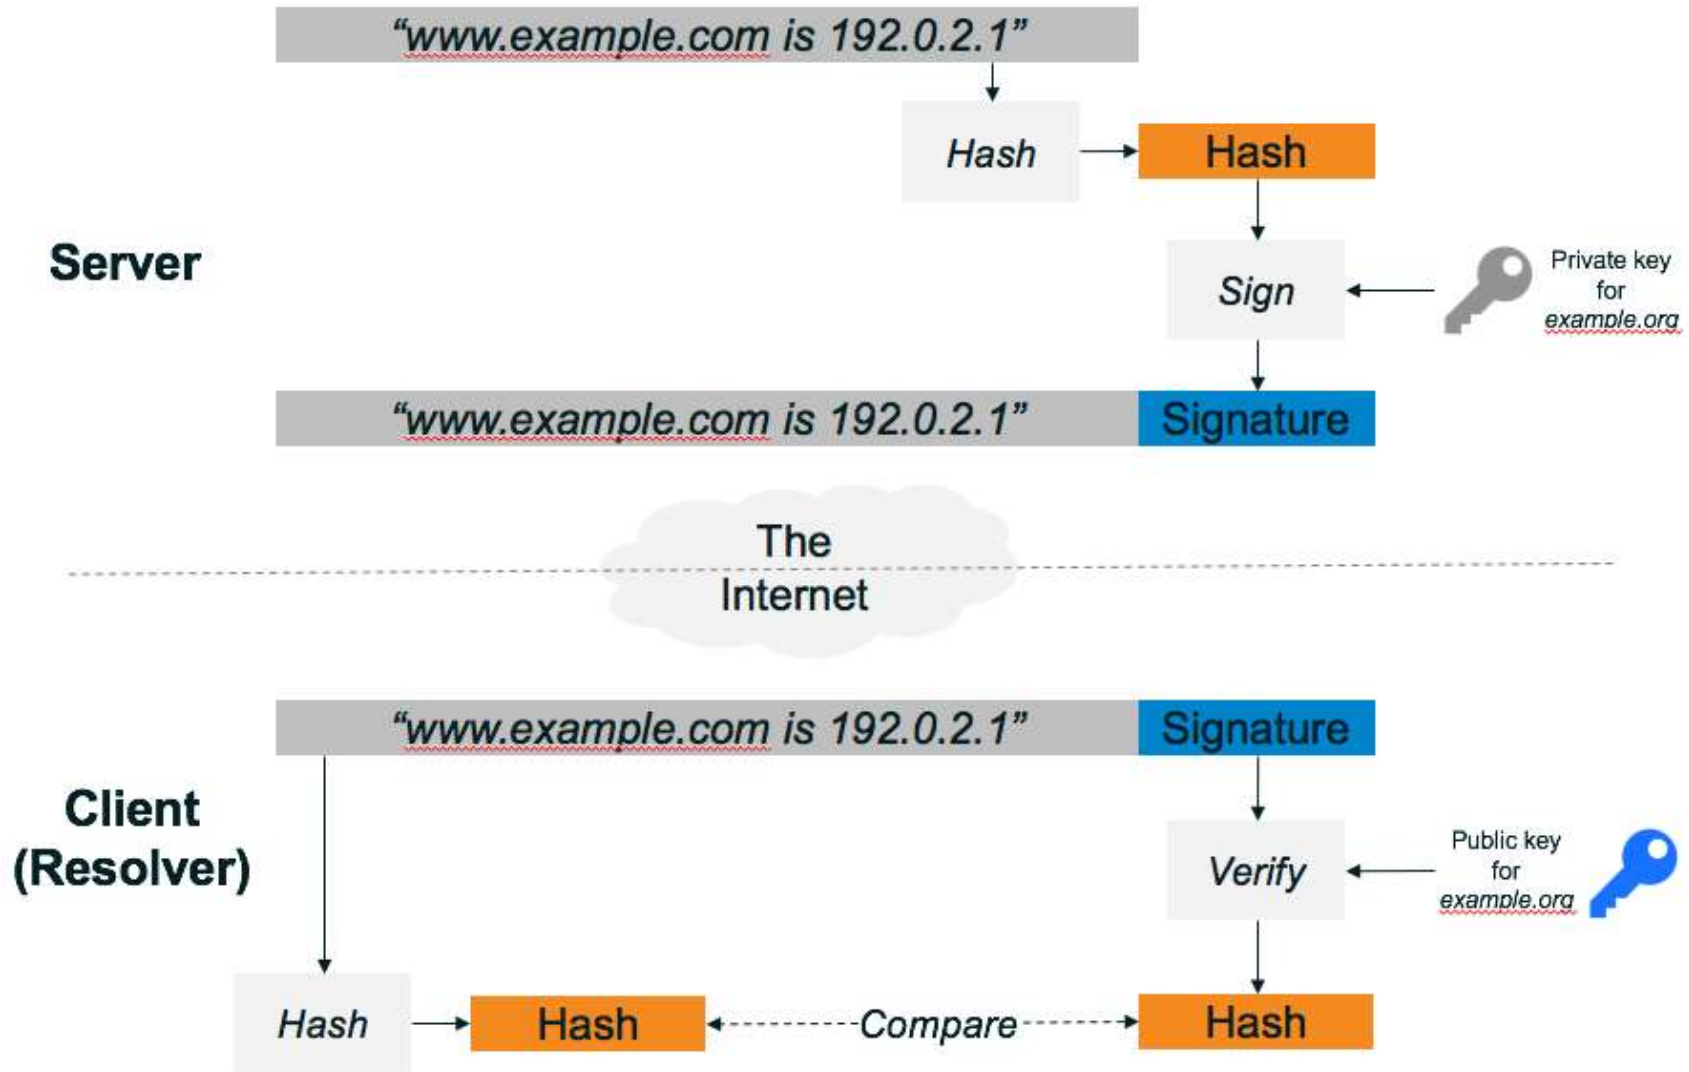 “www.example.com is 192.0.2.1”
Hash
Hash
Server
Sign
Private key
for
example.org
“www.example.com is 192.0.2.1”
Signature
The
Internet
“www.example.com is 192.0.2.1”
Signature
Client
(Resolver)
Verify
Public key
for
example.org
Hash
Hash
Compare
Hash